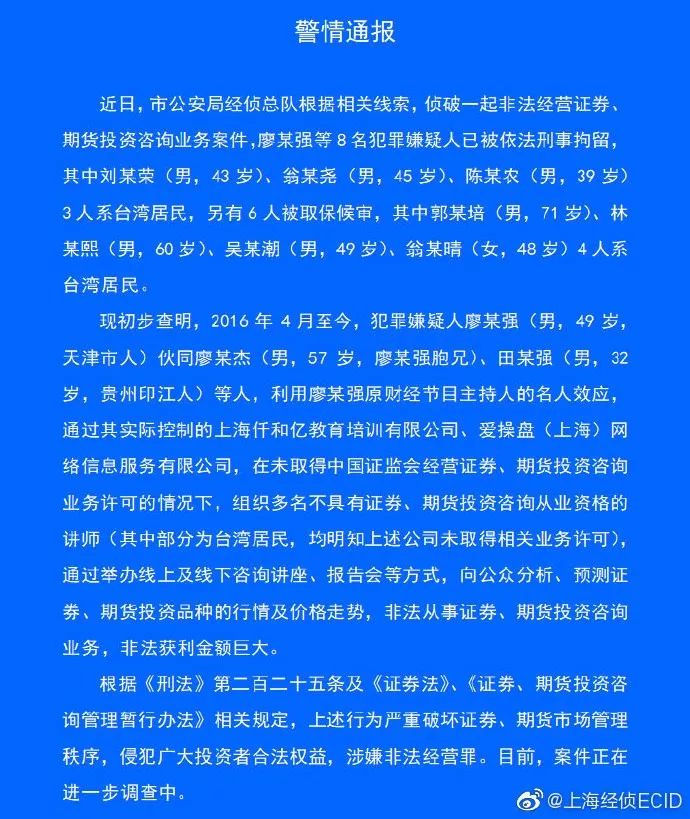 警情通报
近日，市公安局经侦总队根据相关线索，侦破一起非法经营证券、
期货投资咨询业务案件,廖某强等8名犯罪嫌疑人已被依法刑事拘留，
其中刘某荣（男，43岁）、翁某尧（男，45岁）、陈某农（男，39岁）
3人系台湾居民，另有6人被取保候审，其中郭某培（男，71岁）、林
某熙（男，60岁）、吴某潮（男，49岁）、翁某晴（女，48岁）4人系
台湾居民。
现初步查明，2016年4月至今，犯罪嫌疑人廖某强（男，49岁，
天津市人）伙同廖某杰（男，57岁，廖某强胞兄）、田某强（男，32
岁，贵州印江人）等人，利用廖某强原财经节目主持人的名人效应，
通过其实际控制的上海仟和亿教育培训有限公司、爱操盘（上海）网
络信息服务有限公司，在未取得中国证监会经营证券、期货投资咨询
业务许可的情况下，组织多名不具有证券、期货投资咨询从业资格的
讲师（其中部分为台湾居民，均明知上述公司未取得相关业务许可），
通过举办线上及线下咨询讲座、报告会等方式，向公众分析、预测证
券、期货投资品种的行情及价格走势，非法从事证券、期货投资咨询
业务，非法获利金额巨大。
根据《刑法》第二百二十五条及《证券法》、《证券、期货投资咨
询管理暂行办法》相关规定，上述行为严重破坏证券、期货市场管理
秩序，侵犯广大投资者合法权益，涉嫌非法经营罪。目前，案件正在
进一步调查中。
@上海经侦ECID